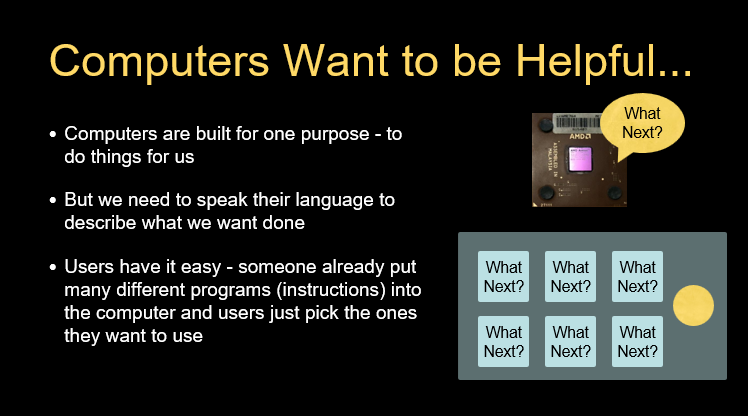 Computers Want to be Helpful...
• Computers are built for one purpose - to
do things for us
• But we need to speak their language to
describe what we want done
• Users have it easy - someone already put
many different programs (instructions) into
the computer and users just pick the ones
they want to use
What
Next?
AMD
ASSEMBLED IN
MALAYSIA
What What What
Next? Next? Next?
What What What
Next? Next? Next?